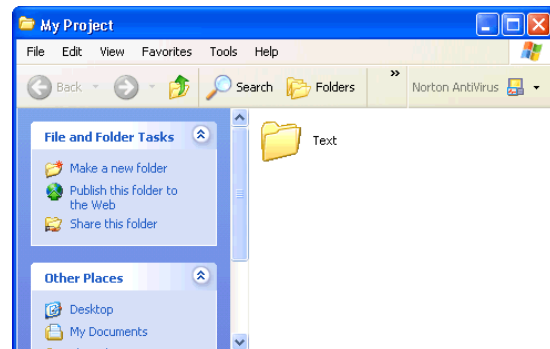 My Project
File Edit View Favorites Tools Help
Back Search Folders » Norton AntiVirus
File and Folder Tasks
Make a new folder
Publish this folder to
the Web
Share this folder
Other Places
Desktop
My Documents
Text